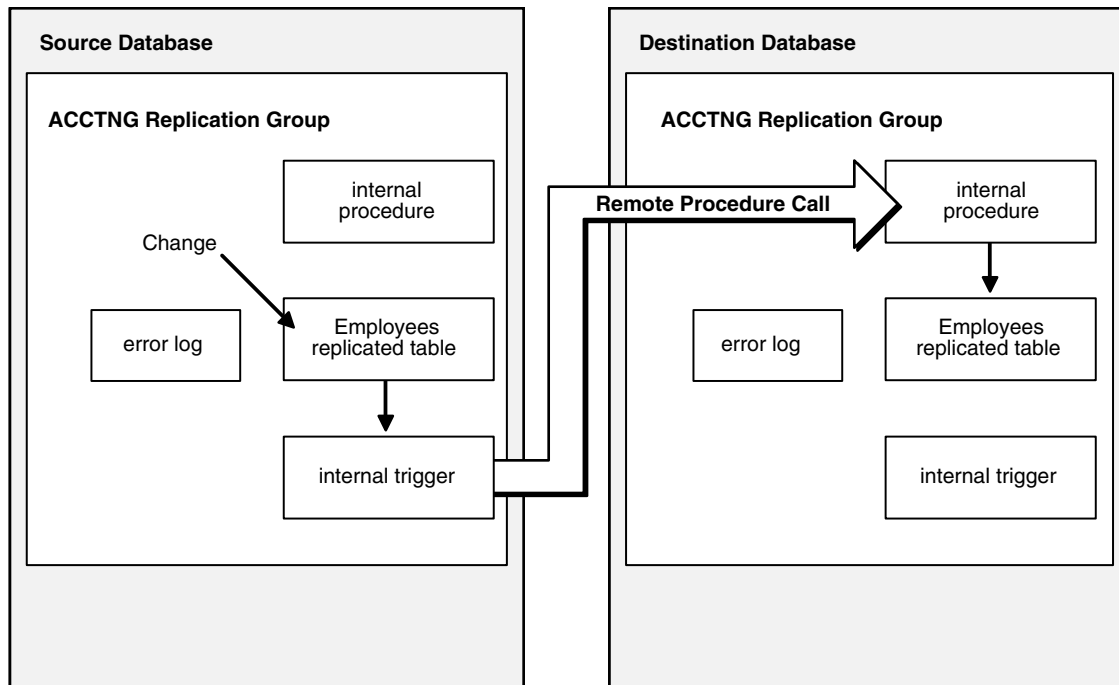 Source Database
ACCTNG Replication Group
internal
procedure
Change
error log
Employees
replicated table
internal trigger
Remote Procedure Call
Destination Database
ACCTNG Replication Group
internal
procedure
error log
Employees
replicated table
internal trigger